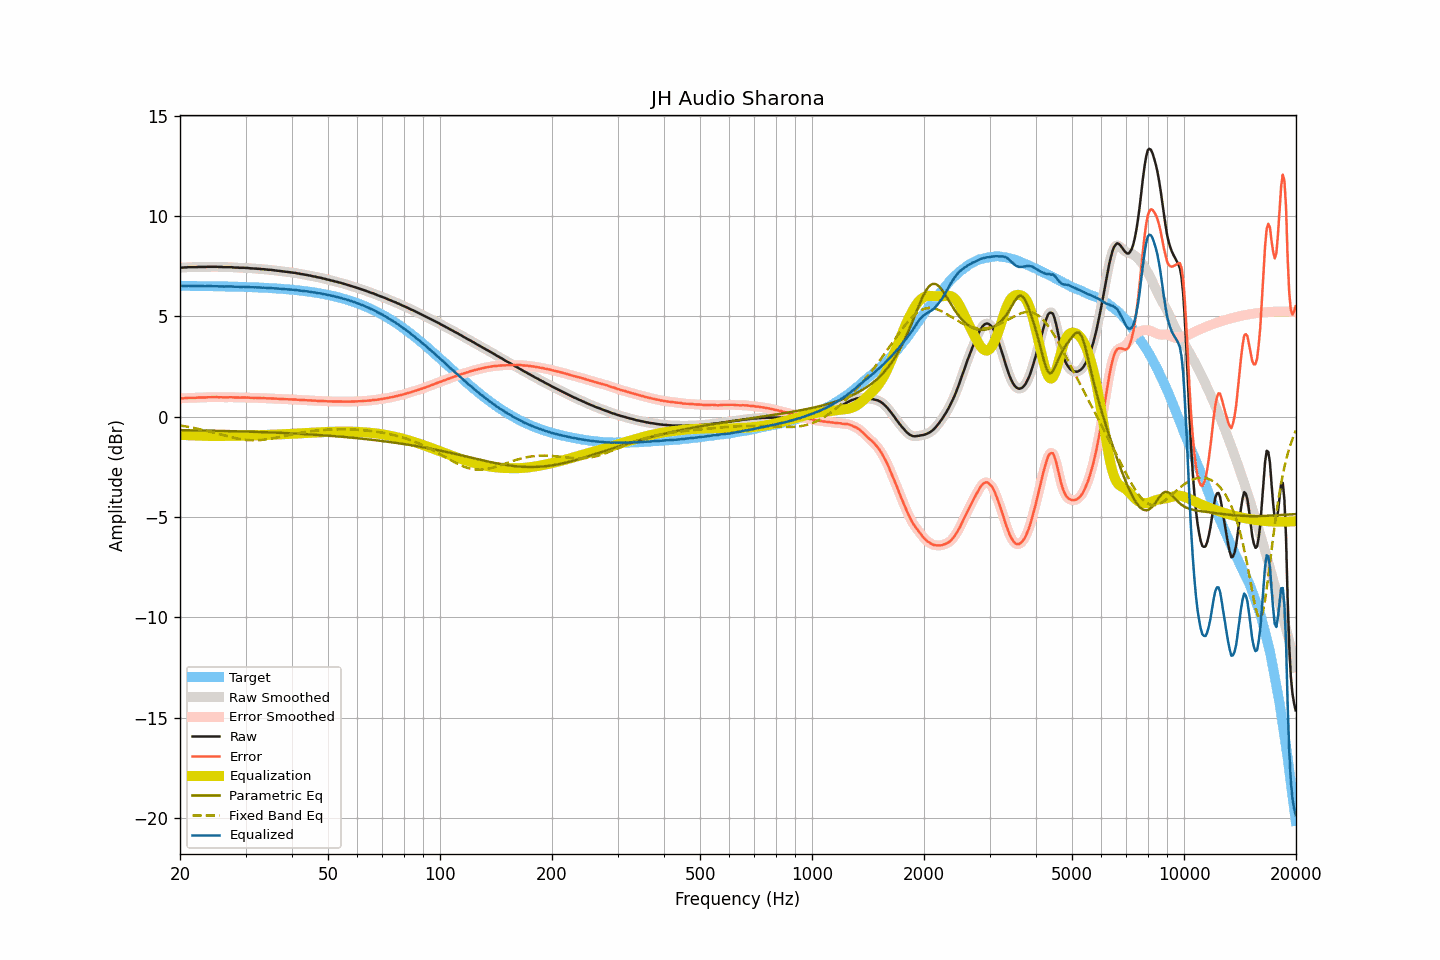 JH Audio Sharona
15
10
5
0
−5
−10
−15
−20
Amplitude (dBr)
Target
Raw Smoothed
Error Smoothed
Raw
Error
Equalization
Parametric Eq
Fixed Band Eq
Equalized
20 50 100 200 500 1000 2000 5000 10000 20000
Frequency (Hz)